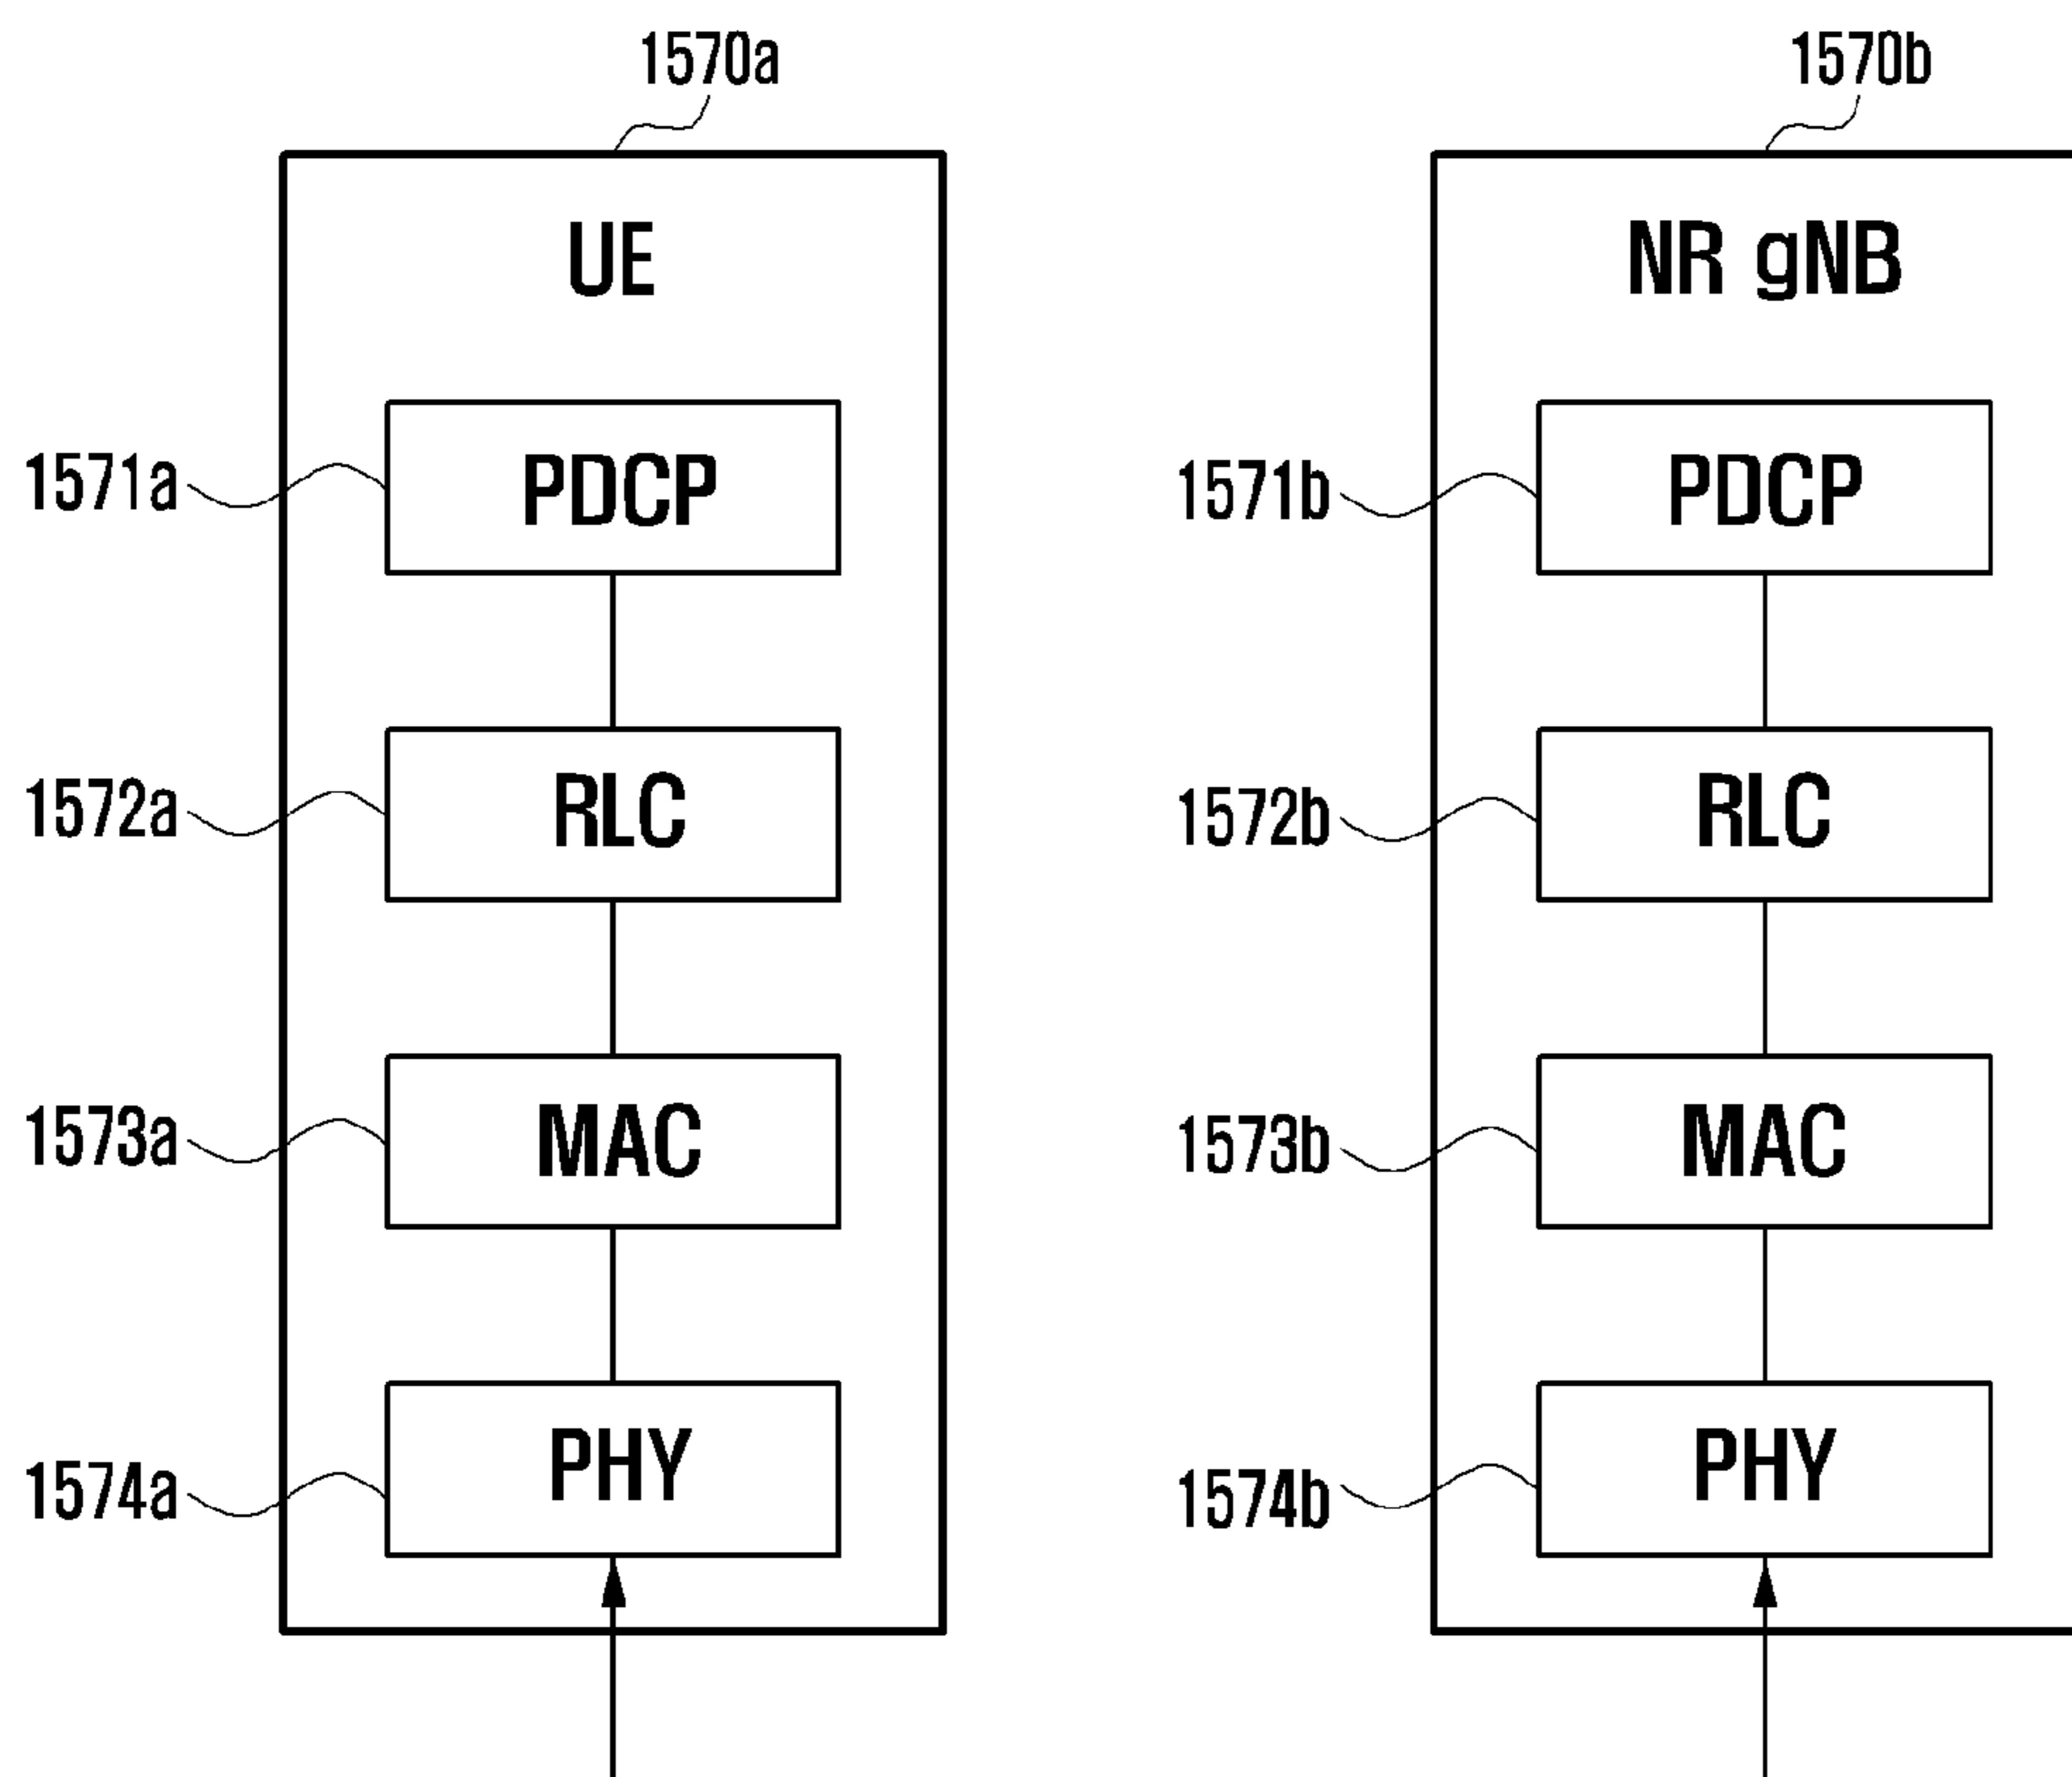 1570a
1570b
UE
NR gNB
1571a
PDCP
1571b
PDCP
1572a
RLC
1572b
RLC
1573a
MAC
1573b
MAC
1574a
PHY
1574b
PHY